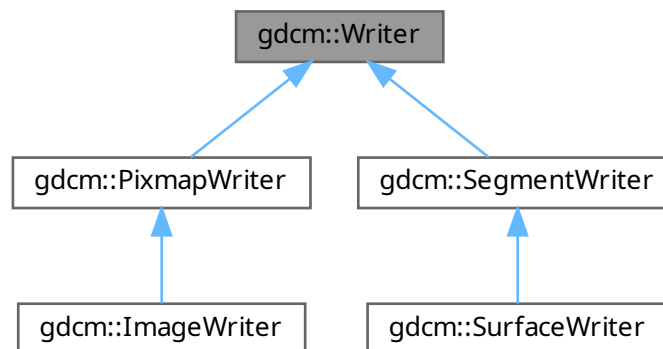 gdcm::Writer
gdcm::PixmapWriter
gdcm::SegmentWriter
gdcm::ImageWriter
gdcm::SurfaceWriter